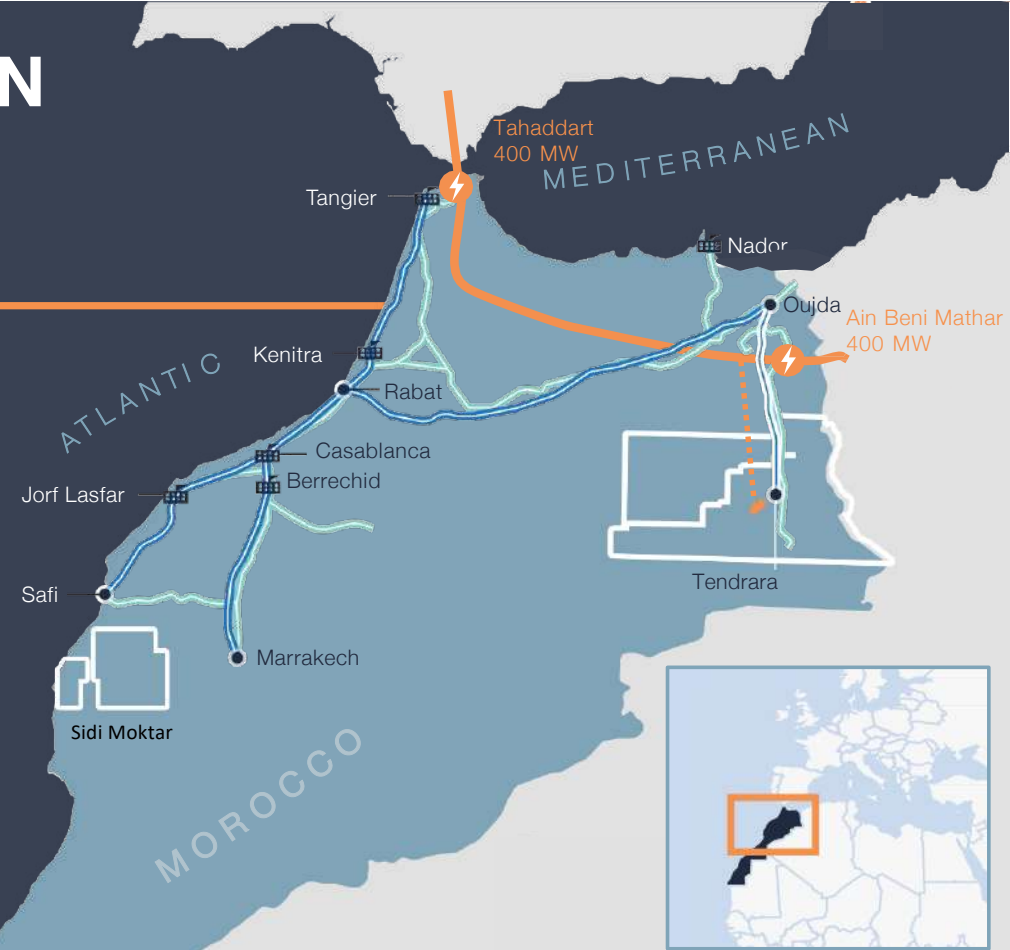 N
Tahaddart
400 MW
MEDITERRANEAN
Tangier
Nador
Oujda
Ain Beni Mathar
400 MW
Kenitra
ATLANTIC
Rabat
Casablanca
Berrechid
Jorf Lasfar
Tendrara
Safi
Marrakech
Sidi Moktar
MOROCCO